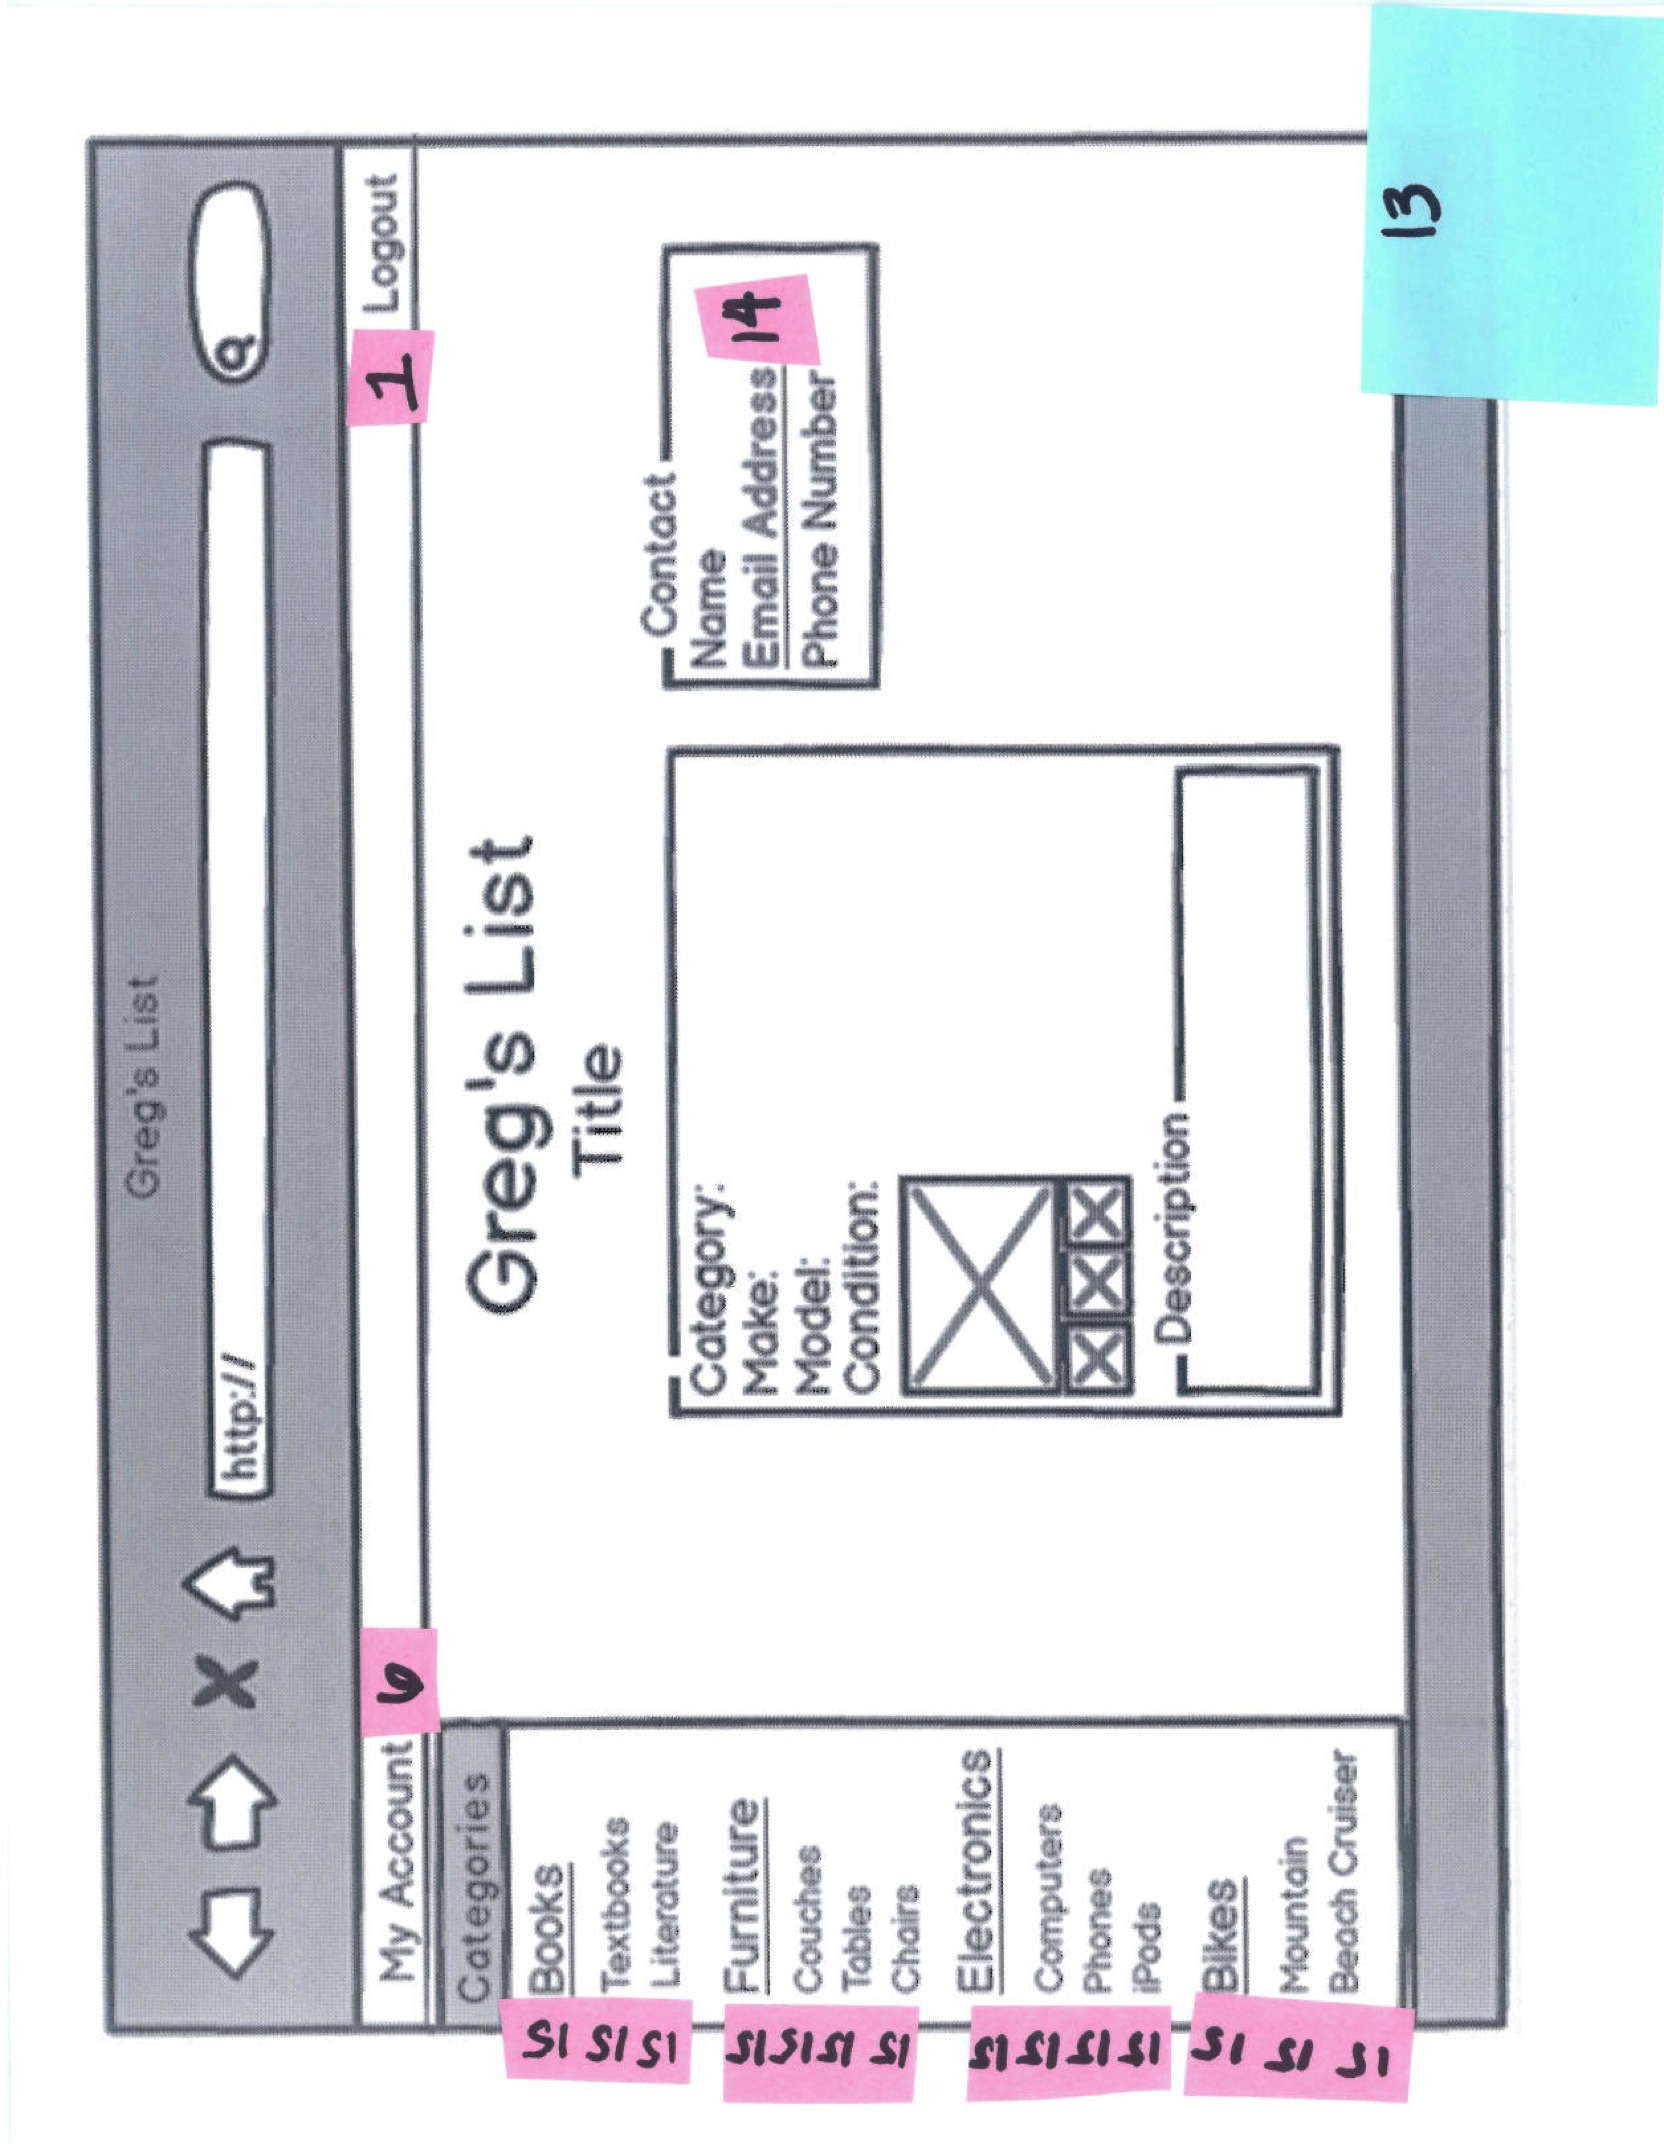 Greg's List
http://
My Account 6
1 Logout
Categories
15 Books
15 Textbooks
15 Literature
15 Furniture
15 Couches
15 Tables
15 Chairs
15 Electronics
15 Computers
15 Phones
15 iPods
15 Bikes
15 Mountain
15 Beach Cruiser
Greg's List
Title
Category:
Make:
Model:
Condition:
Description
Contact
Name
Email Address 14
Phone Number
13